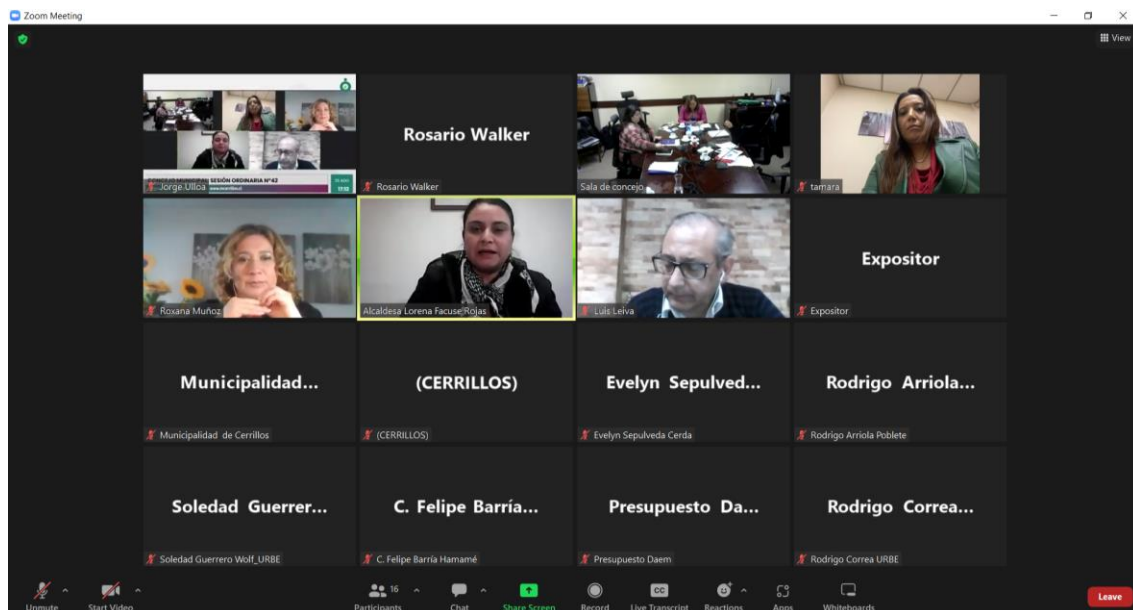 Zoom Meeting
View
CONCEJO MUNICIPAL SESIÓN ORDINARIA N°42
Jorge Ulloa
Rosario Walker
Rosario Walker
Sala de concejo
tamara
Roxana Muñoz
Alcaldesa Lorena Facuse Rojas
Luis Leiva
Expositor
Expositor
Municipalidad...
Municipalidad de Cerrillos
(CERRILLOS)
(CERRILLOS)
Evelyn Sepulved...
Evelyn Sepulveda Cerda
Rodrigo Arriola...
Rodrigo Arriola Poblete
Soledad Guerrer...
Soledad Guerrero Wolf_URBE
C. Felipe Barría...
C. Felipe Barría Hamamé
Presupuesto Da...
Presupuesto Daem
Rodrigo Correa...
Rodrigo Correa URBE
Unmute
Start Video
16
Participants
Chat
Share Screen
Record
CC
Live Transcript
Reactions
Apps
Whiteboards
Leave